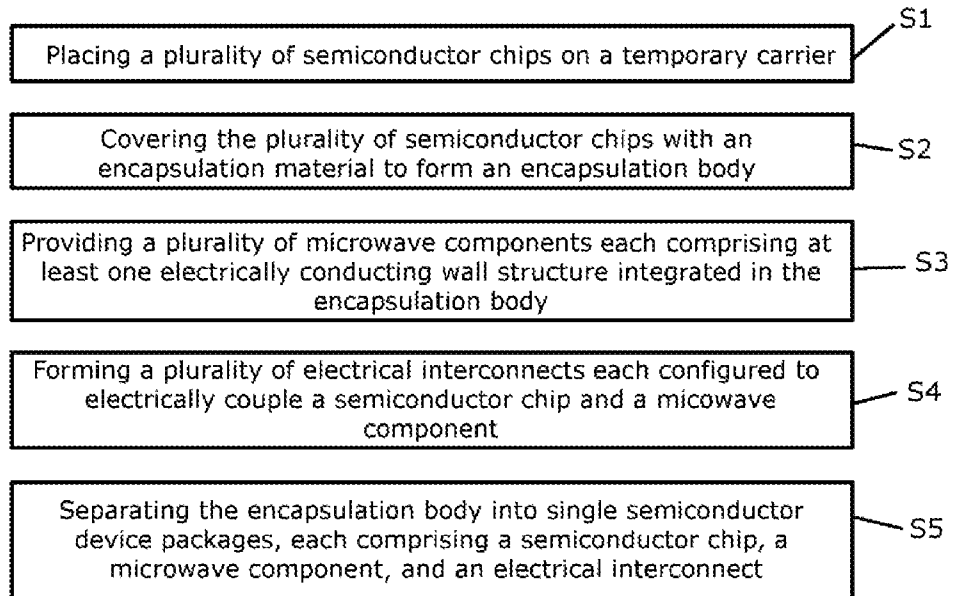 S1
Placing a plurality of semiconductor chips on a temporary carrier
Covering the plurality of semiconductor chips with an
encapsulation material to form an encapsulation body
S2
Providing a plurality of microwave components each comprising at
least one electrically conducting wall structure integrated in the
encapsulation body
S3
Forming a plurality of electrical interconnects each configured to
electrically couple a semiconductor chip and a micowave
component
S4
Separating the encapsulation body into single semiconductor
device packages, each comprising a semiconductor chip, a
microwave component, and an electrical interconnect
S5